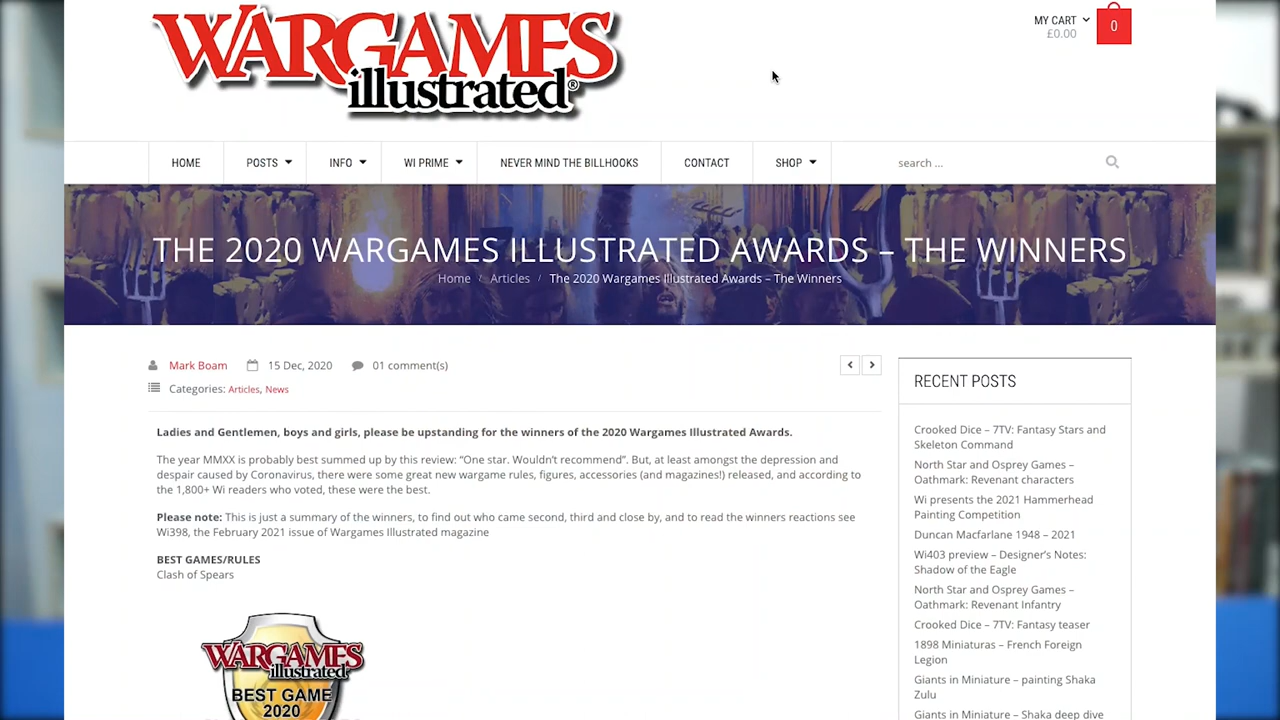 WARGAMES
illustrated®
MY CART
£0.00
0
HOME
POSTS
INFO
WI PRIME
NEVER MIND THE BILLHOOKS
CONTACT
SHOP
search ...
THE 2020 WARGAMES ILLUSTRATED AWARDS – THE WINNERS
Home / Articles / The 2020 Wargames Illustrated Awards – The Winners
Mark Boam
15 Dec, 2020
01 comment(s)
Categories: Articles, News
Ladies and Gentlemen, boys and girls, please be upstanding for the winners of the 2020 Wargames Illustrated Awards.
The year MMXX is probably best summed up by this review: “One star. Wouldn’t recommend”. But, at least amongst the depression and
despair caused by Coronavirus, there were some great new wargame rules, figures, accessories (and magazines!) released, and according to
the 1,800+ Wi readers who voted, these were the best.
Please note: This is just a summary of the winners, to find out who came second, third and close by, and to read the winners reactions see
Wi398, the February 2021 issue of Wargames Illustrated magazine
BEST GAMES/RULES
Clash of Spears
WARGAMES
illustrated
BEST GAME
2020
RECENT POSTS
Crooked Dice – 7TV: Fantasy Stars and
Skeleton Command
North Star and Osprey Games –
Oathmark: Revenant characters
Wi presents the 2021 Hammerhead
Painting Competition
Duncan Macfarlane 1948 – 2021
Wi403 preview – Designer’s Notes:
Shadow of the Eagle
North Star and Osprey Games –
Oathmark: Revenant Infantry
Crooked Dice – 7TV: Fantasy teaser
1898 Miniaturas – French Foreign
Legion
Giants in Miniature – painting Shaka
Zulu
Giants in Miniature – Shaka deep dive